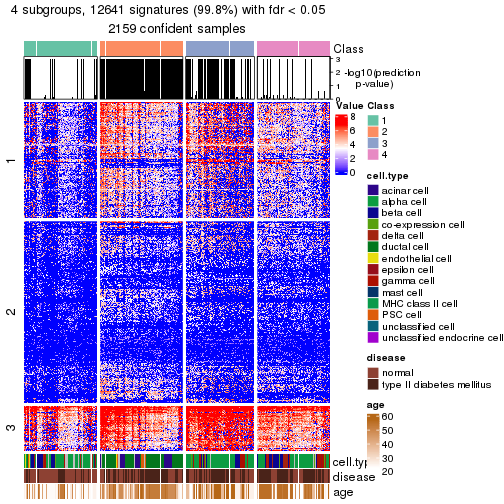 4 subgroups, 12641 signatures (99.8%) with fdr < 0.05
2159 confident samples
Class
3
2
1
0
-log10(prediction
p-value)
1
2
3
Value
8
6
4
2
0
Class
1
2
3
4
cell.type
acinar cell
alpha cell
beta cell
co-expression cell
delta cell
ductal cell
endothelial cell
epsilon cell
gamma cell
mast cell
MHC class II cell
PSC cell
unclassified cell
unclassified endocrine cell
disease
normal
type II diabetes mellitus
age
60
50
40
30
20
cell.type
disease
age